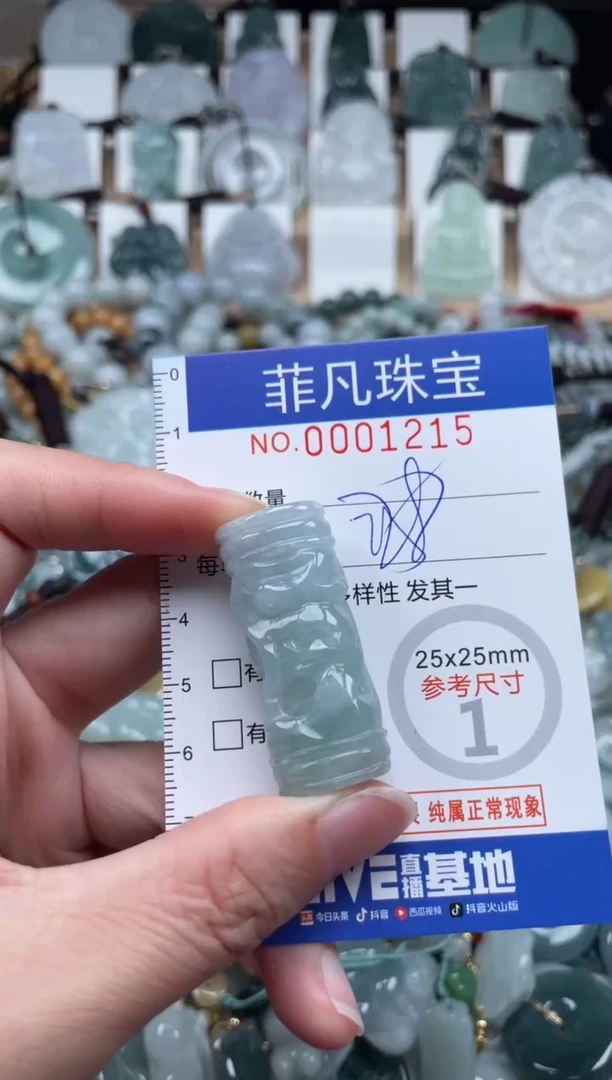 0
菲凡珠宝
1
NO.0001215
数量
3
每
样性 发其一
4
25x25mm
参考尺寸
1
5
有
6
有
纯属正常现象
LIVE直播基地
今日头条 抖音 西瓜视频 抖音火山版